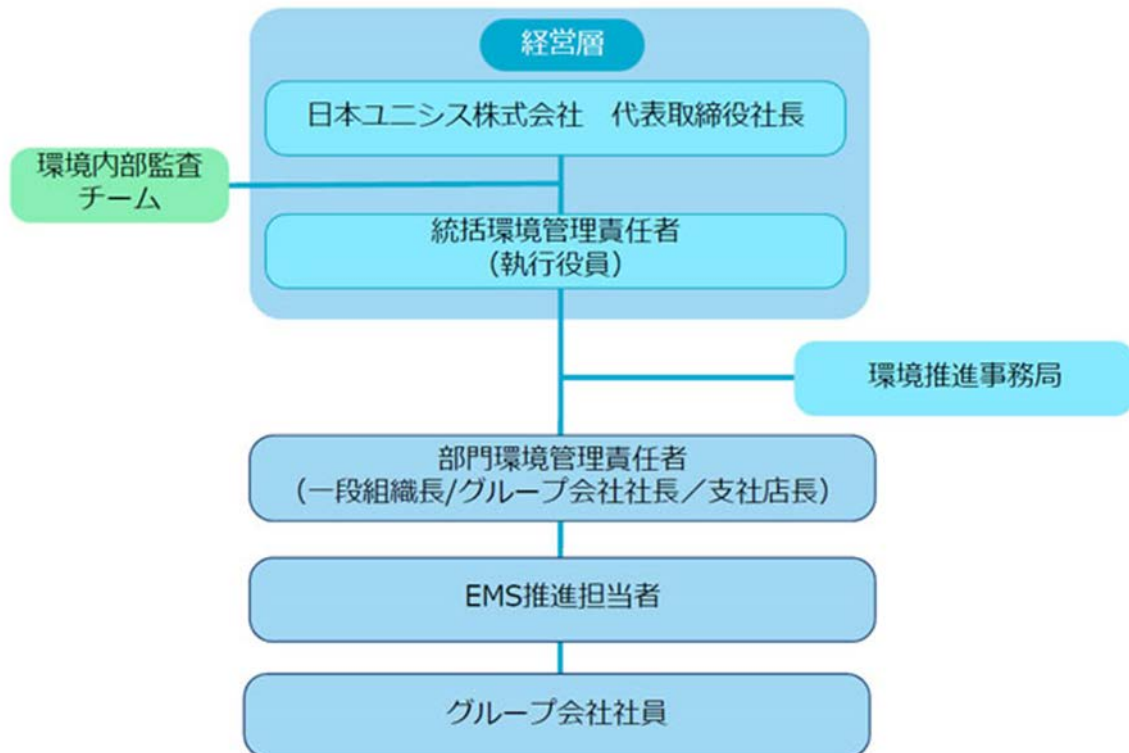 経営層
日本ユニシス株式会社　代表取締役社長
環境内部監査
チーム
統括環境管理責任者
（執行役員）
環境推進事務局
部門環境管理責任者
（一段組織長/グループ会社社長／支社店長）
EMS推進担当者
グループ会社社員